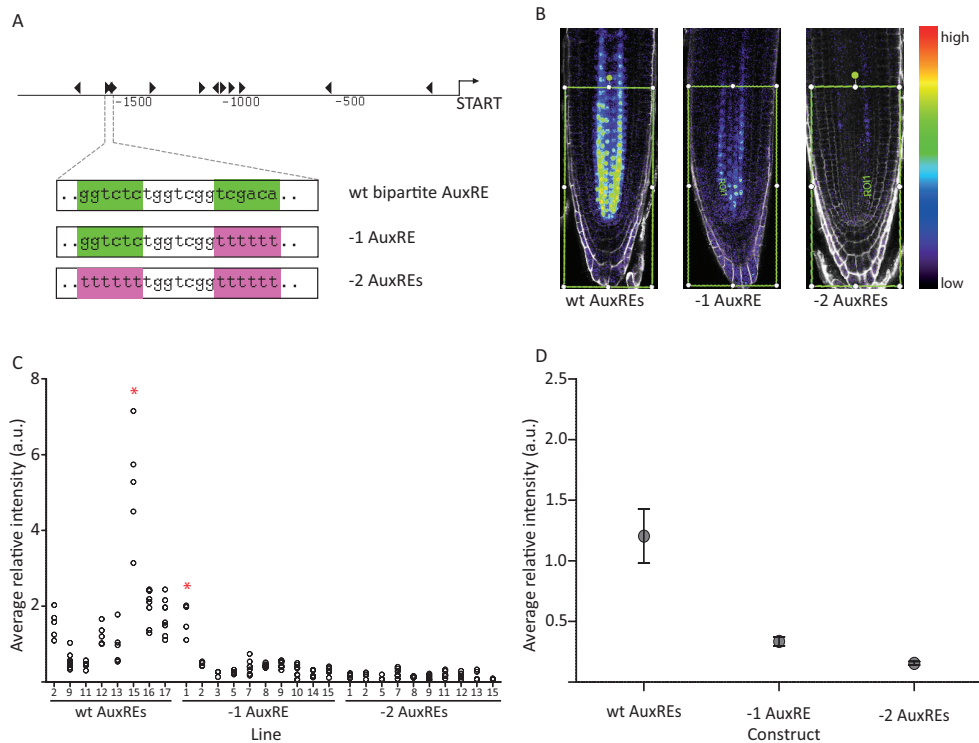 A
-1500
-1000
-500
START
..ggtctctggtcggtcgaca..
wt bipartite AuxRE
..ggtctctggtcggtttttt..
-1 AuxRE
..tttttttggtcggtttttt..
-2 AuxREs
B
ROI1
ROI1
high
low
wt AuxREs
-1 AuxRE
-2 AuxREs
C
Average relative intensity (a.u.)
8
6
4
2
*
*
2 9 11 12 13 15 16 17 1 2 3 5 7 8 9 10 14 15 1 2 5 7 8 9 11 12 13 15
wt AuxREs
-1 AuxRE
-2 AuxREs
Line
D
Average relative intensity (a.u.)
2.5
2.0
1.5
1.0
0.5
wt AuxREs
-1 AuxRE
-2 AuxREs
Construct